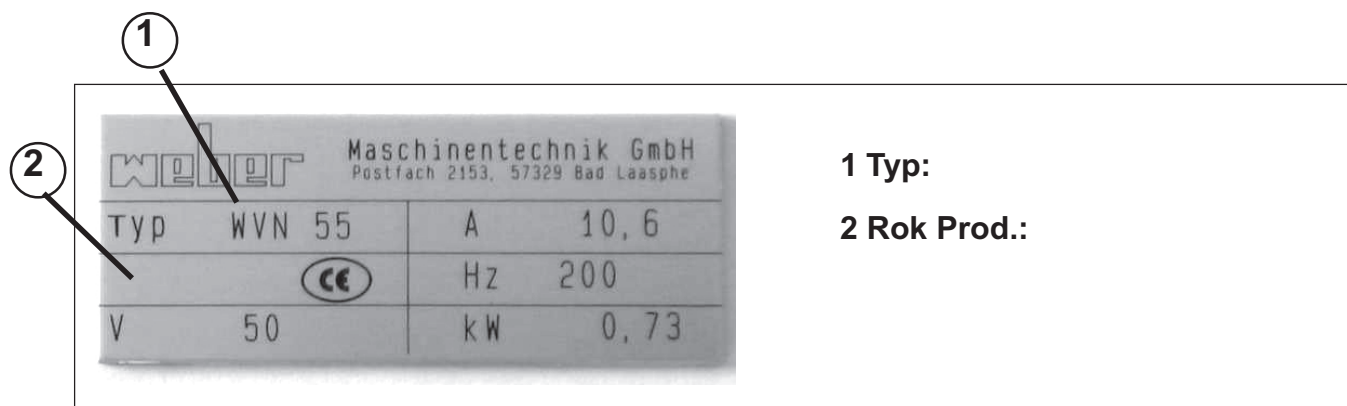 1
2
weber
Maschinentechnik GmbH
Postfach 2153, 57329 Bad Laasphe
Typ WVN 55 A 10,6
CE Hz 200
V 50 kW 0,73
1 Typ:
2 Rok Prod.: